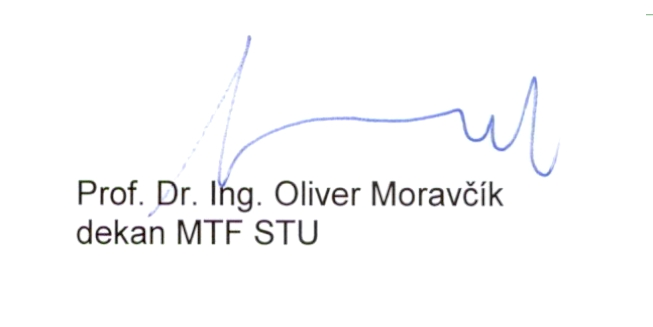 Prof. Dr. Ing. Oliver Moravčík
dekan MTF STU